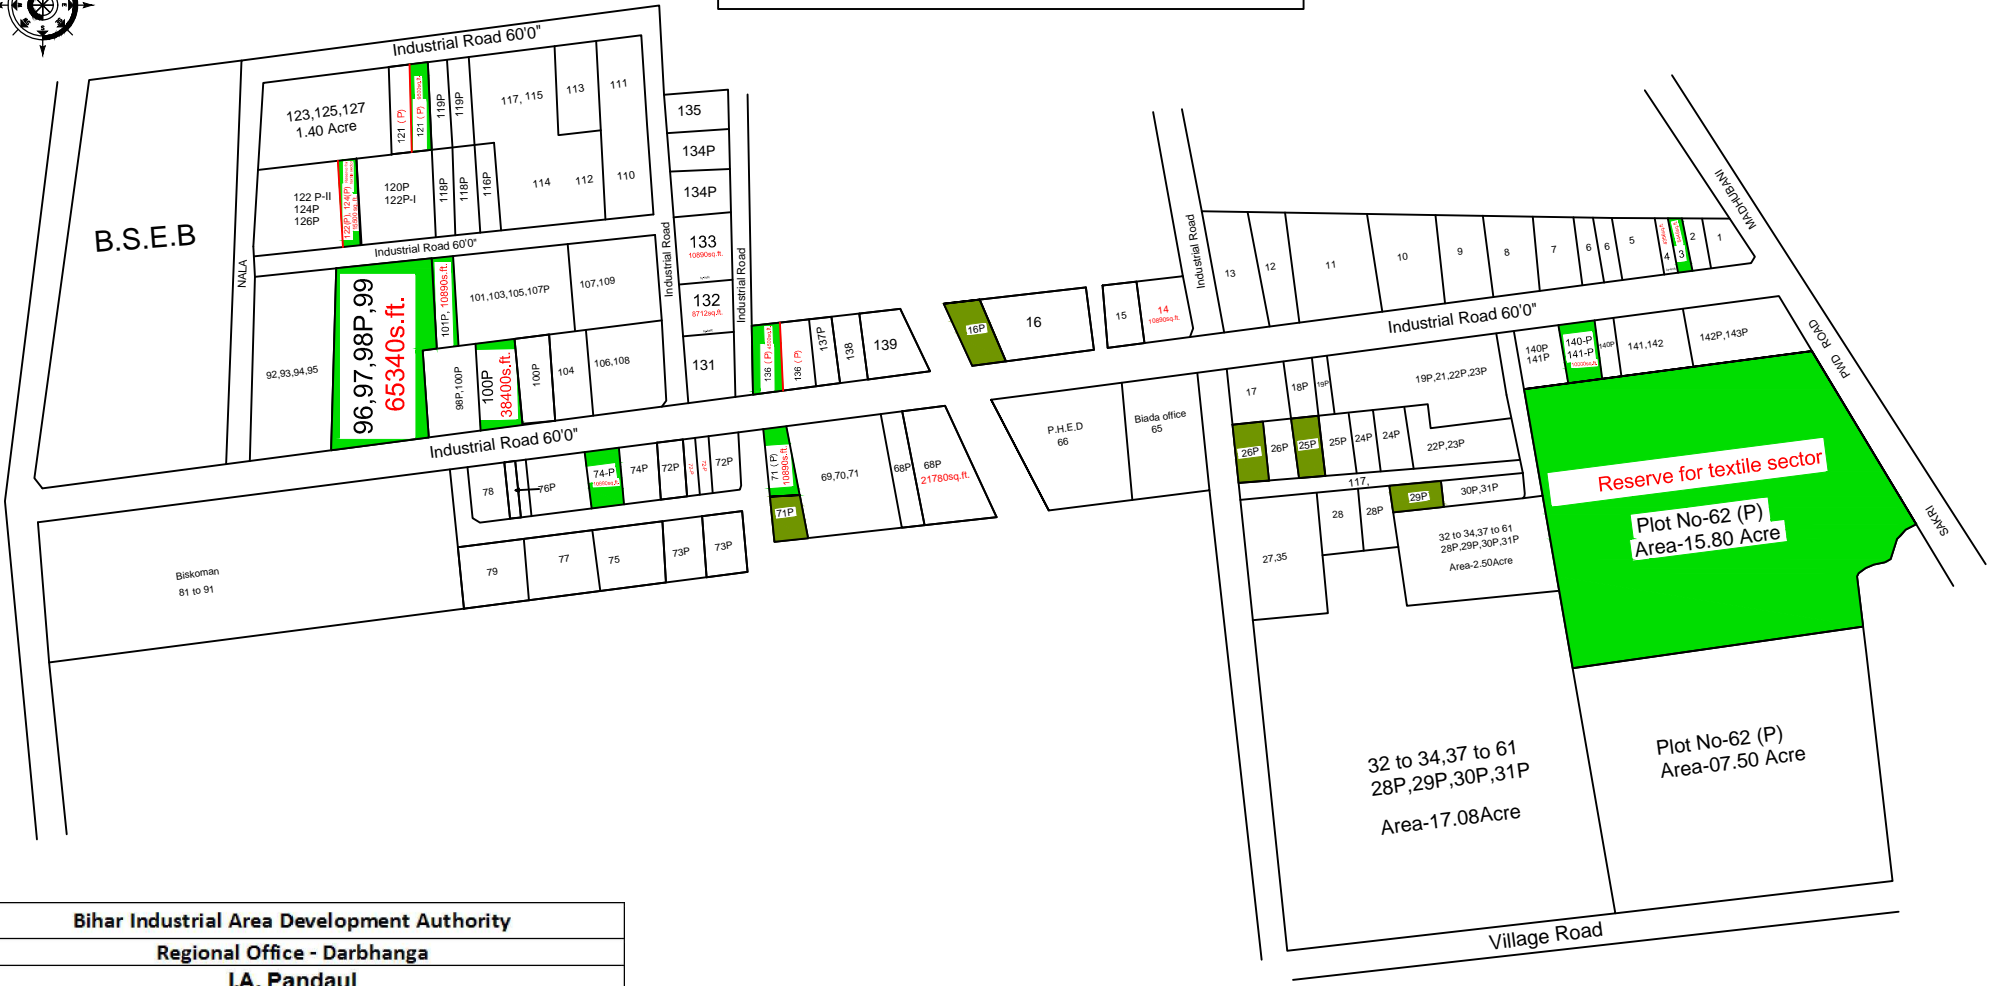 Industrial Road 60'0"
123,125,127
1.40 Acre
121 ( P)
121 ( P)
119P
119P
117, 115
113
111
122 P-II
124P
126P
122(P), 124(P)
120P
122P-I
118P
118P
116P
114
112
110
B.S.E.B
NALA
Industrial Road 60'0"
Industrial Road
135
134P
134P
133
10890sq.ft.
132
8712sq.ft.
131
Industrial Road
92,93,94,95
96,97,98P,99
65340s.ft.
101P, 10890s.ft.
101,103,105,107P
107,109
98P,100P
100P
38400s.ft.
100P
104
106,108
Industrial Road 60'0"
136 ( P)
136 ( P)
137P
138
139
16P
16
15
14
10890sq.ft.
Industrial Road
13
12
11
10
9
8
7
6
6
5
4
3
2
1
MADHUBANI
PWD ROAD
SAKRI
Industrial Road 60'0"
78
76P
74-P
74P
72P
72P
71 ( P)
10890s.ft.
71P
69,70,71
68P
68P
21780sq.ft.
79
77
75
73P
73P
Biskoman
81 to 91
P.H.E.D
66
Biada office
65
17
18P
19P
19P,21,22P,23P
26P
26P
25P
25P
24P
24P
22P,23P
117,
28
28P
29P
30P,31P
27,35
32 to 34,37 to 61
28P,29P,30P,31P
Area-2.50Acre
140P
141P
140-P
141-P
140P
141,142
142P,143P
Reserve for textile sector
Plot No-62 (P)
Area-15.80 Acre
32 to 34,37 to 61
28P,29P,30P,31P
Area-17.08Acre
Plot No-62 (P)
Area-07.50 Acre
Village Road
Bihar Industrial Area Development Authority
Regional Office - Darbhanga
I.A. Pandaul